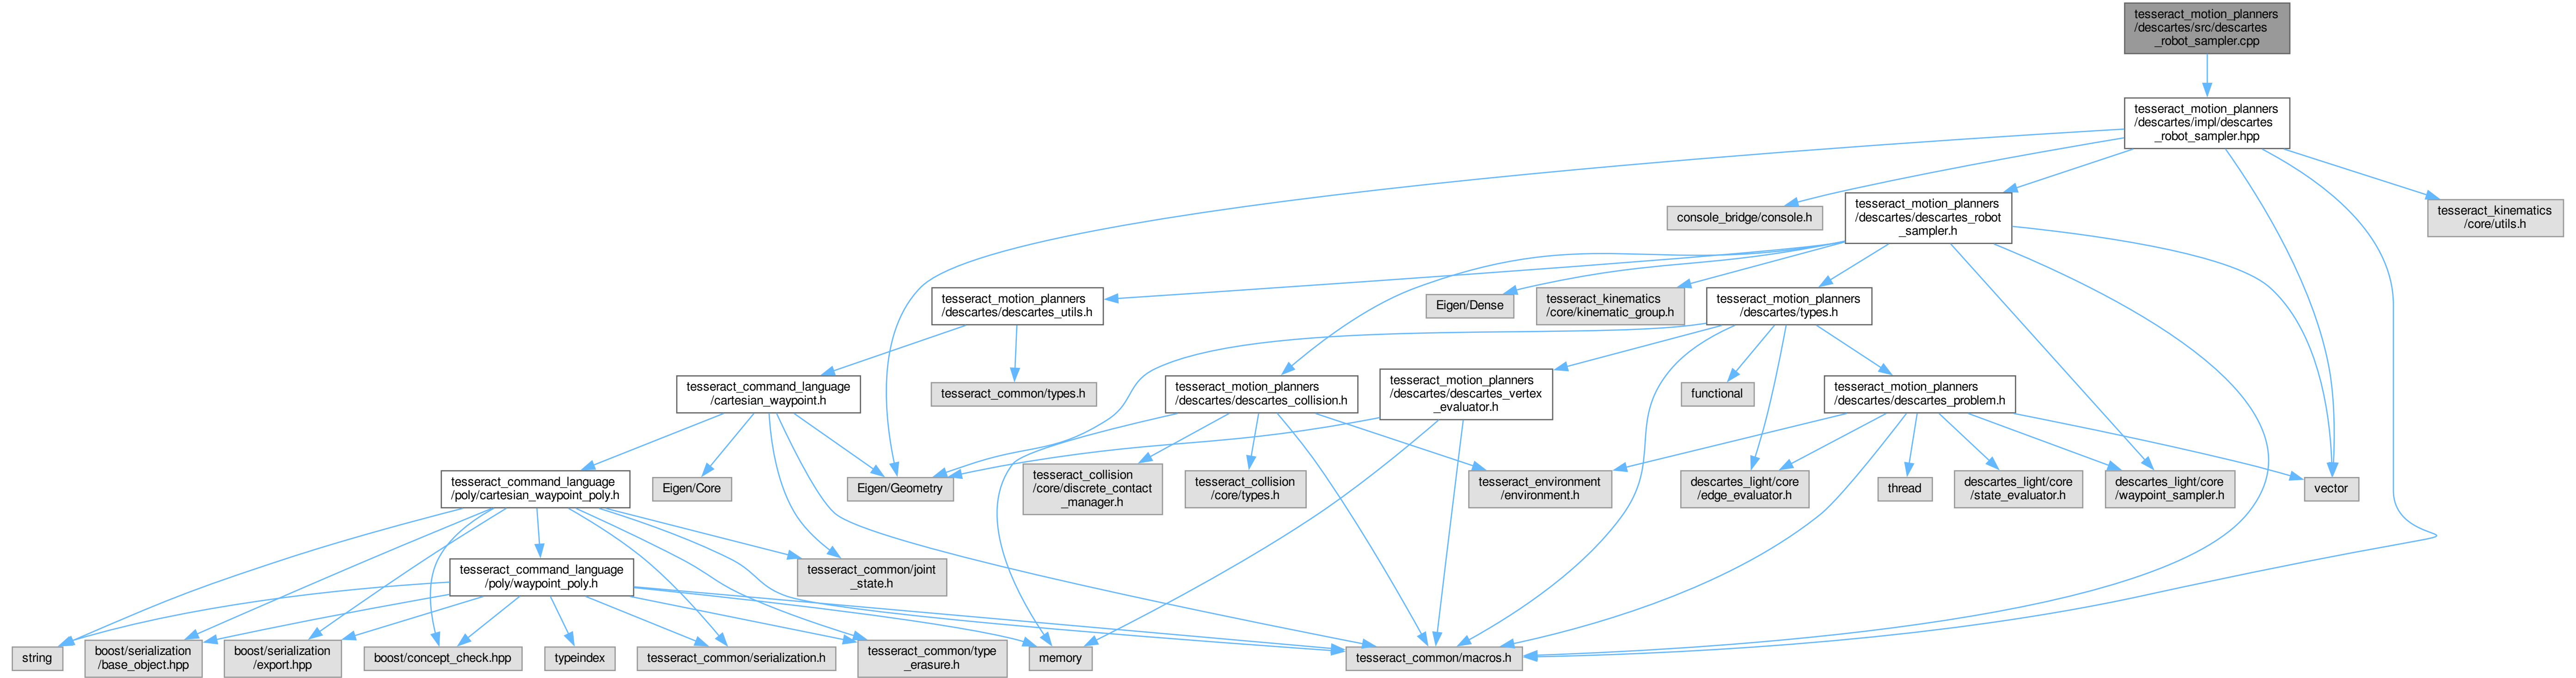 tesseract_motion_planners
/descartes/src/descartes
_robot_sampler.cpp
tesseract_motion_planners
/descartes/impl/descartes
_robot_sampler.hpp
console_bridge/console.h
tesseract_motion_planners
/descartes/descartes_robot
_sampler.h
tesseract_kinematics
/core/utils.h
tesseract_motion_planners
/descartes/descartes_utils.h
Eigen/Dense
tesseract_kinematics
/core/kinematic_group.h
tesseract_motion_planners
/descartes/types.h
tesseract_command_language
/cartesian_waypoint.h
tesseract_common/types.h
tesseract_motion_planners
/descartes/descartes_collision.h
tesseract_motion_planners
/descartes/descartes_vertex
_evaluator.h
functional
tesseract_motion_planners
/descartes/descartes_problem.h
tesseract_command_language
/poly/cartesian_waypoint_poly.h
Eigen/Core
Eigen/Geometry
tesseract_collision
/core/discrete_contact
_manager.h
tesseract_collision
/core/types.h
tesseract_environment
/environment.h
descartes_light/core
/edge_evaluator.h
thread
descartes_light/core
/state_evaluator.h
descartes_light/core
/waypoint_sampler.h
vector
tesseract_command_language
/poly/waypoint_poly.h
tesseract_common/joint
_state.h
string
boost/serialization
/base_object.hpp
boost/serialization
/export.hpp
boost/concept_check.hpp
typeindex
tesseract_common/serialization.h
tesseract_common/type
_erasure.h
memory
tesseract_common/macros.h